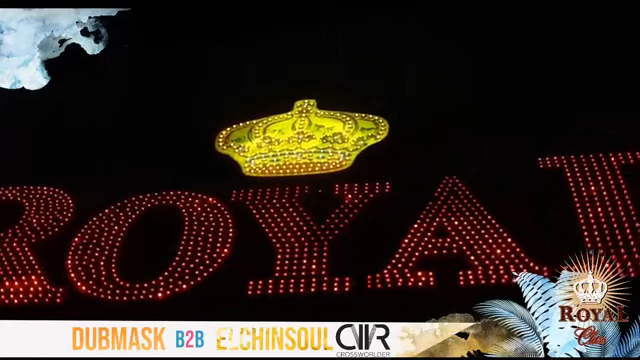 ROYAL
ROYAL
Club
DUBMASK B2B ELCHINSOUL CWR
CROSSWORLDER